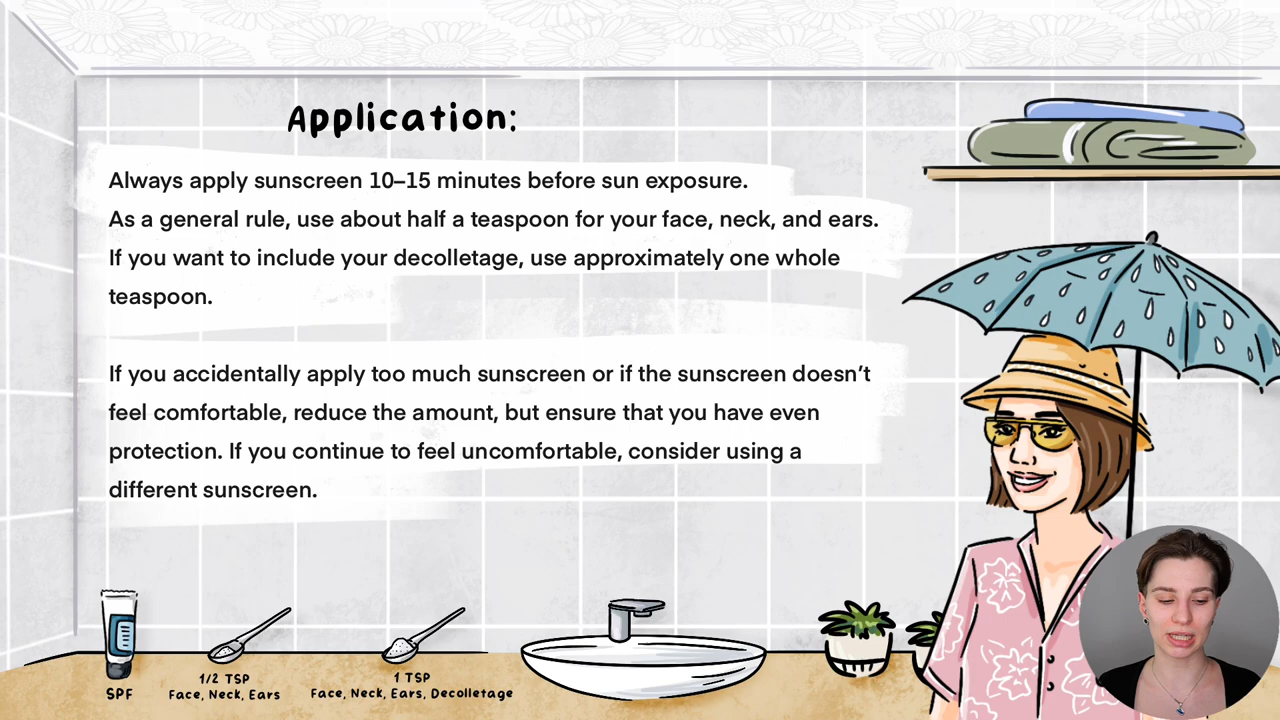 Application:
Always apply sunscreen 10–15 minutes before sun exposure.
As a general rule, use about half a teaspoon for your face, neck, and ears.
If you want to include your decolletage, use approximately one whole
teaspoon.
If you accidentally apply too much sunscreen or if the sunscreen doesn't
feel comfortable, reduce the amount, but ensure that you have even
protection. If you continue to feel uncomfortable, consider using a
different sunscreen.
SPF
1/2 TSP
Face, Neck, Ears
1 TSP
Face, Neck, Ears, Decolletage